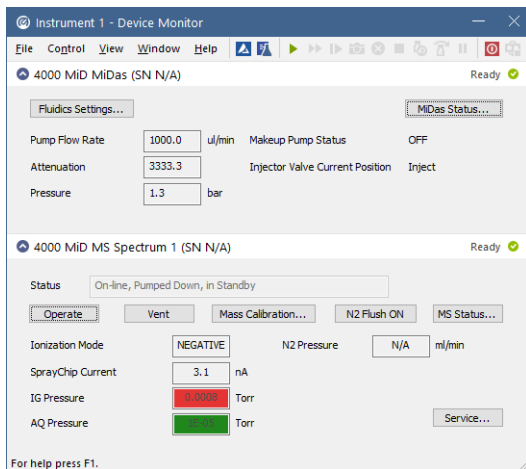 Instrument 1 - Device Monitor
File Control View Window Help
4000 MiD MiDas (SN N/A) Ready
Fluidics Settings... MiDas Status...
Pump Flow Rate 1000.0 ul/min Makeup Pump Status OFF
Attenuation 3333.3 Injector Valve Current Position Inject
Pressure 1.3 bar
4000 MiD MS Spectrum 1 (SN N/A) Ready
Status On-line, Pumped Down, in Standby
Operate Vent Mass Calibration... N2 Flush ON MS Status...
Ionization Mode NEGATIVE N2 Pressure N/A ml/min
SprayChip Current 3.1 nA
IG Pressure 0.0008 Torr
AQ Pressure 1E-05 Torr
Service...
For help press F1.